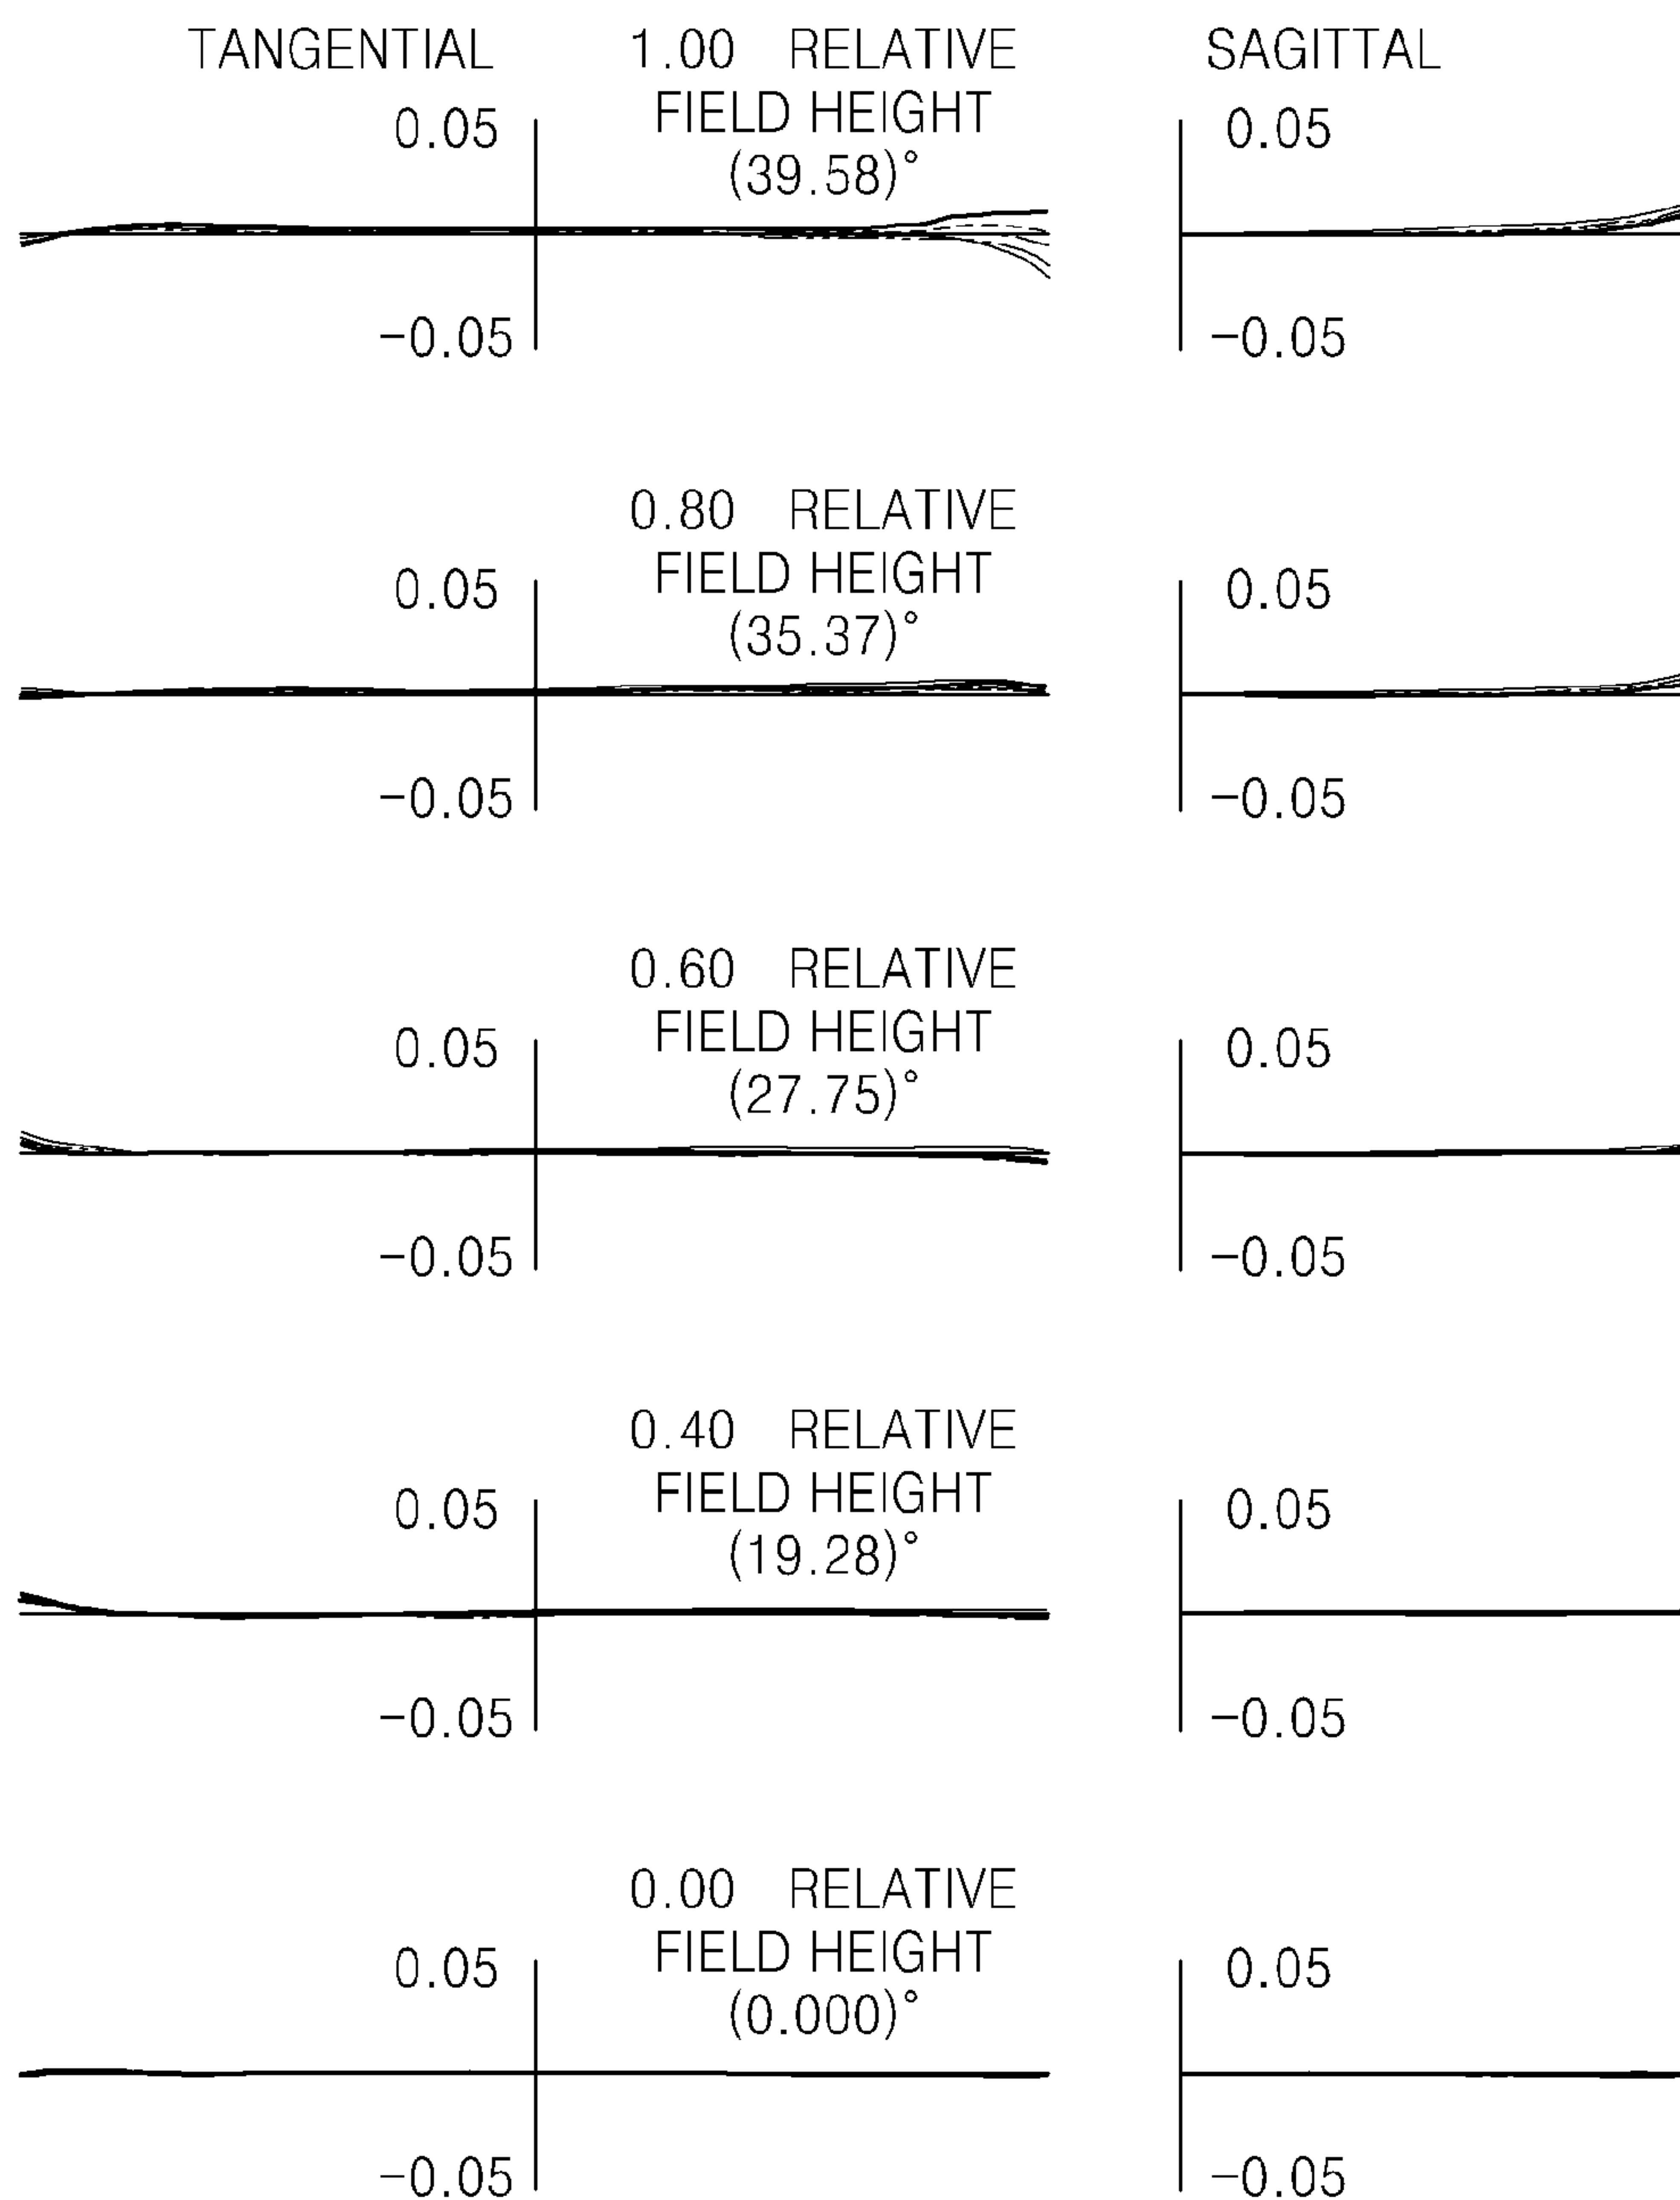 TANGENTIAL 1.00 RELATIVE SAGITTAL
FIELD HEIGHT
0.05 0.05
(39.58)°
-0.05 -0.05
0.80 RELATIVE
FIELD HEIGHT
0.05 0.05
(35.37)°
-0.05 -0.05
0.60 RELATIVE
FIELD HEIGHT
0.05 0.05
(27.75)°
-0.05 -0.05
0.40 RELATIVE
FIELD HEIGHT
0.05 0.05
(19.28)°
-0.05 -0.05
0.00 RELATIVE
FIELD HEIGHT
0.05 0.05
(0.000)°
-0.05 -0.05